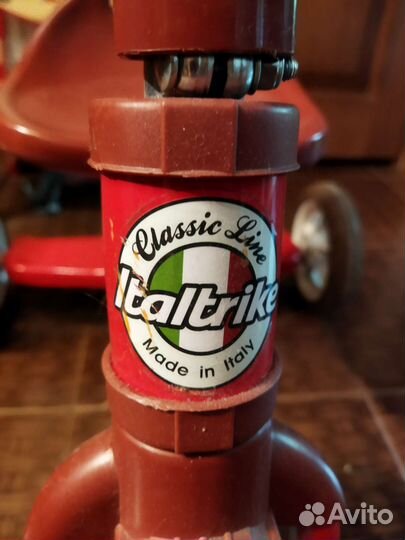 Classic Line
Italtrike
Made in Italy
Avito